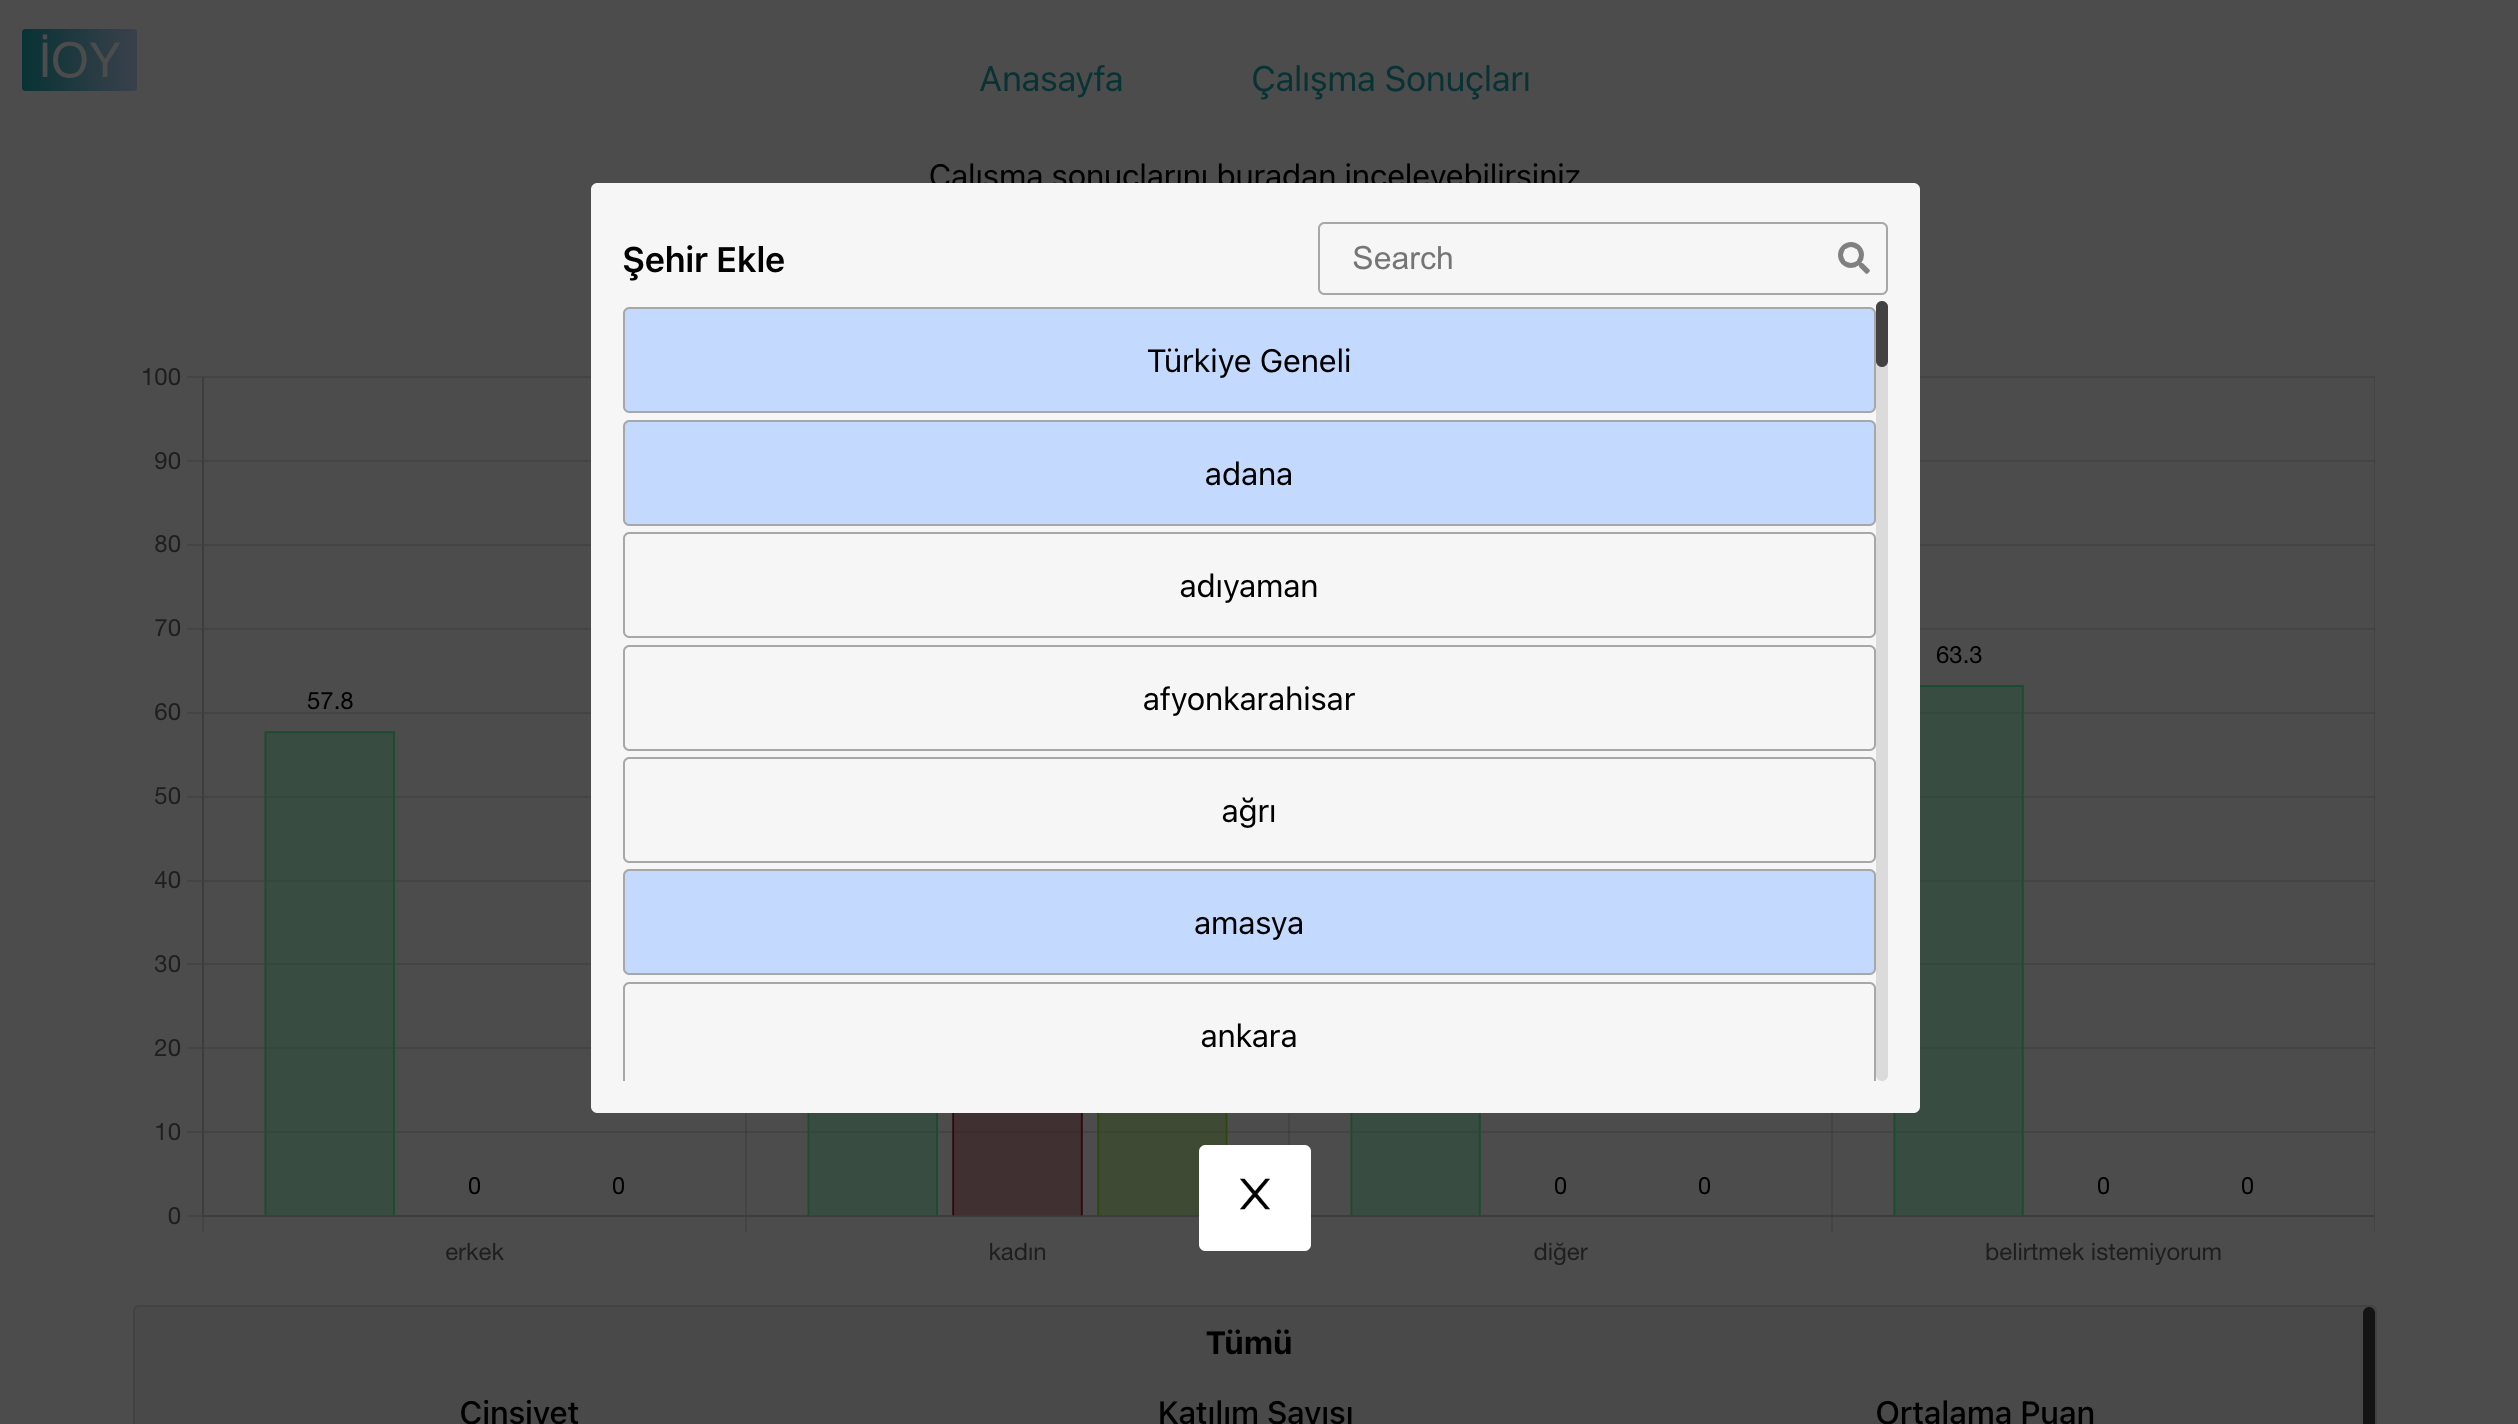 İOY
Anasayfa
Çalışma Sonuçları
Çalışma sonuçlarını buradan inceleyebilirsiniz
Şehir Ekle
Search
Türkiye Geneli
adana
adıyaman
afyonkarahisar
ağrı
amasya
ankara
X
100
90
80
70
60
50
40
30
20
10
0
57.8
0
0
63.3
0
0
0
0
erkek
kadın
diğer
belirtmek istemiyorum
Tümü
Cinsiyet
Katılım Sayısı
Ortalama Puan